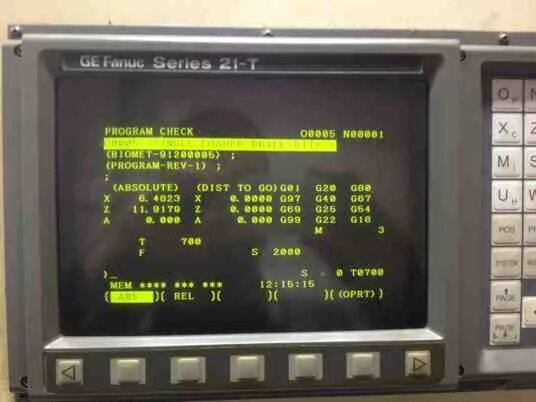 GE Fanuc Series 21-T
PROGRAM CHECK O0005 N00001
(BIOMET-91200005) ;
(PROGRAM-REV-1) ;
;
(ABSOLUTE) (DIST TO GO) G01 G20 G80
X 6.4823 X 0.0000 G97 G40 G67
Z 11.9179 Z 0.0000 G69 G25 G54
A 0.000 A 0.000 G99 G22 G18
M 3
T 700
F S 2000
)_
S 0 T0700
MEM **** *** *** 12:15:15
( ABS )( REL )( )( )( (OPRT) )
X C
M
U H
POS
PAGE
PAGE